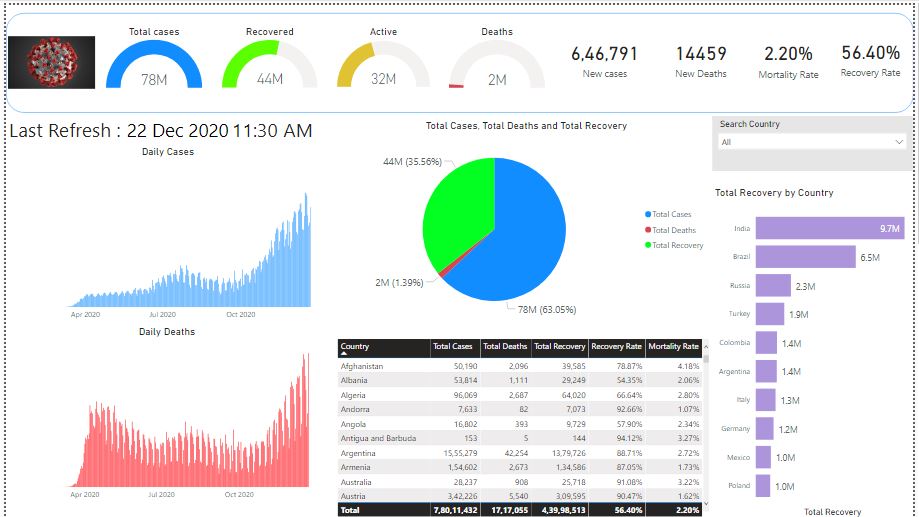 Total cases
78M
Recovered
44M
Active
32M
Deaths
2M
6,46,791
New cases
14459
New Deaths
2.20%
Mortality Rate
56.40%
Recovery Rate
Last Refresh : 22 Dec 2020 11:30 AM
Daily Cases
Apr 2020 Jul 2020 Oct 2020
Daily Deaths
Apr 2020 Jul 2020 Oct 2020
Total Cases, Total Deaths and Total Recovery
44M (35.56%)
2M (1.39%)
78M (63.05%)
Total Cases
Total Deaths
Total Recovery
Country Total Cases Total Deaths Total Recovery Recovery Rate Mortality Rate
Afghanistan 50,190 2,096 39,585 78.87% 4.18%
Albania 53,814 1,111 29,249 54.35% 2.06%
Algeria 96,069 2,687 64,020 66.64% 2.80%
Andorra 7,633 82 7,073 92.66% 1.07%
Angola 16,802 393 9,729 57.90% 2.34%
Antigua and Barbuda 153 5 144 94.12% 3.27%
Argentina 15,55,279 42,254 13,79,726 88.71% 2.72%
Armenia 1,54,602 2,673 1,34,586 87.05% 1.73%
Australia 28,237 908 25,718 91.08% 3.22%
Austria 3,42,226 5,540 3,09,595 90.47% 1.62%
Total 7,80,11,432 17,17,055 4,39,98,513 56.40% 2.20%
Search Country
All
Total Recovery by Country
India 9.7M
Brazil 6.5M
Russia 2.3M
Turkey 1.9M
Colombia 1.4M
Argentina 1.4M
Italy 1.3M
Germany 1.2M
Mexico 1.0M
Poland 1.0M
Total Recovery